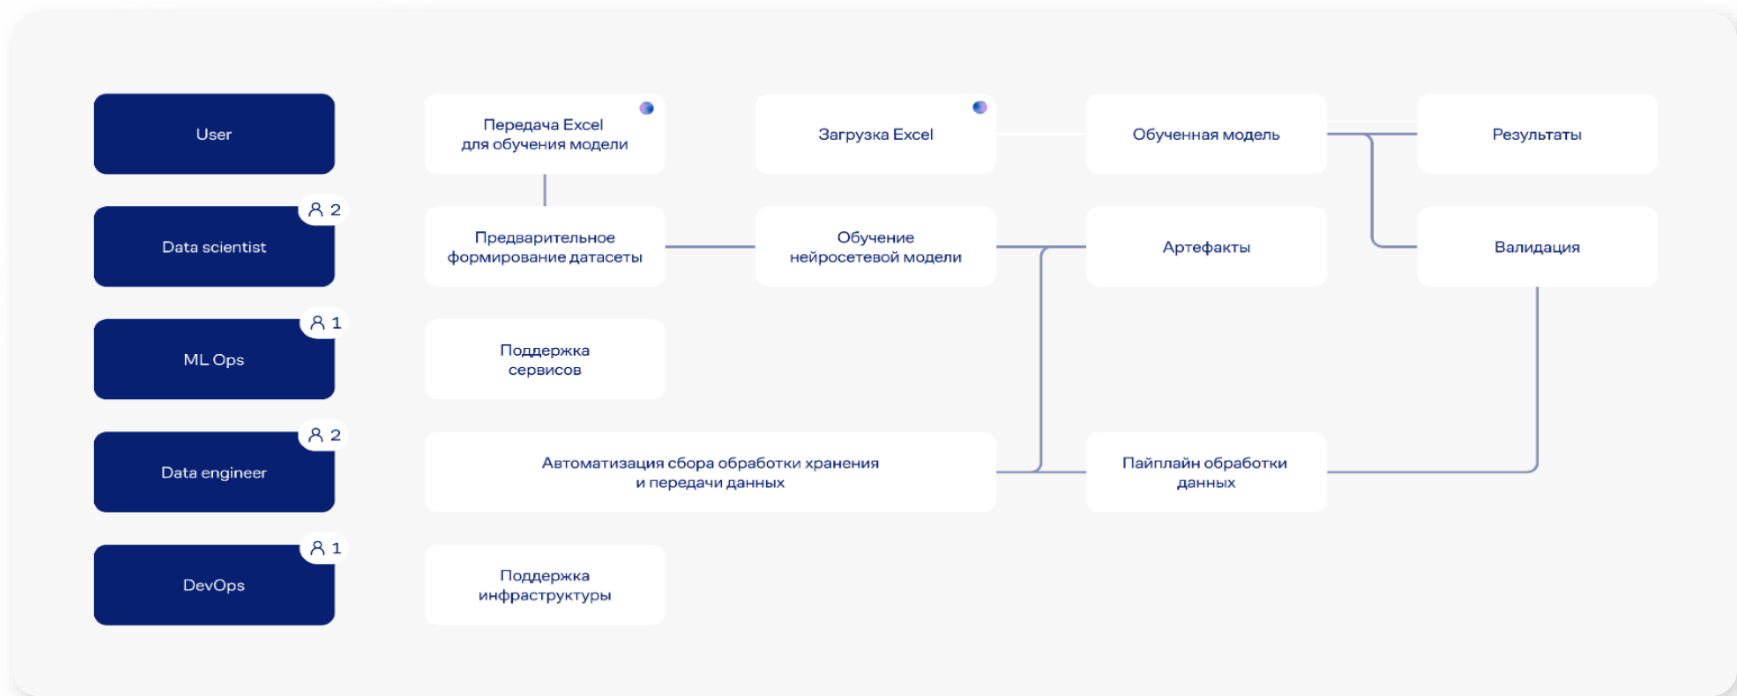 User
Передача Excel
для обучения модели
Загрузка Excel
Обученная модель
Результаты
2
Data scientist
Предварительное
формирование датасеты
Обучение
нейросетевой модели
Артефакты
Валидация
1
ML Ops
Поддержка
сервисов
2
Data engineer
Автоматизация сбора обработки хранения
и передачи данных
Пайплайн обработки
данных
1
DevOps
Поддержка
инфраструктуры